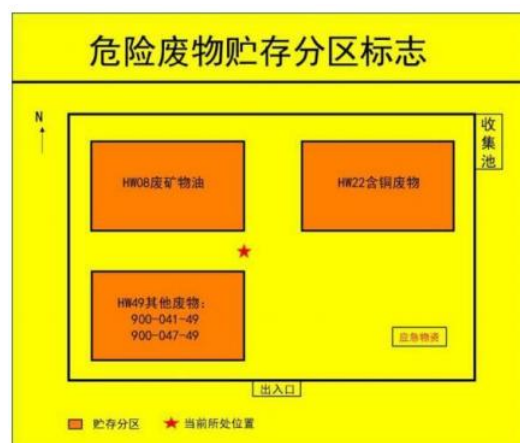 危险废物贮存分区标志
N
收集池
HW08废矿物油
HW22含铜废物
HW49其他废物:
900-041-49
900-047-49
应急物资
出入口
贮存分区
当前所处位置